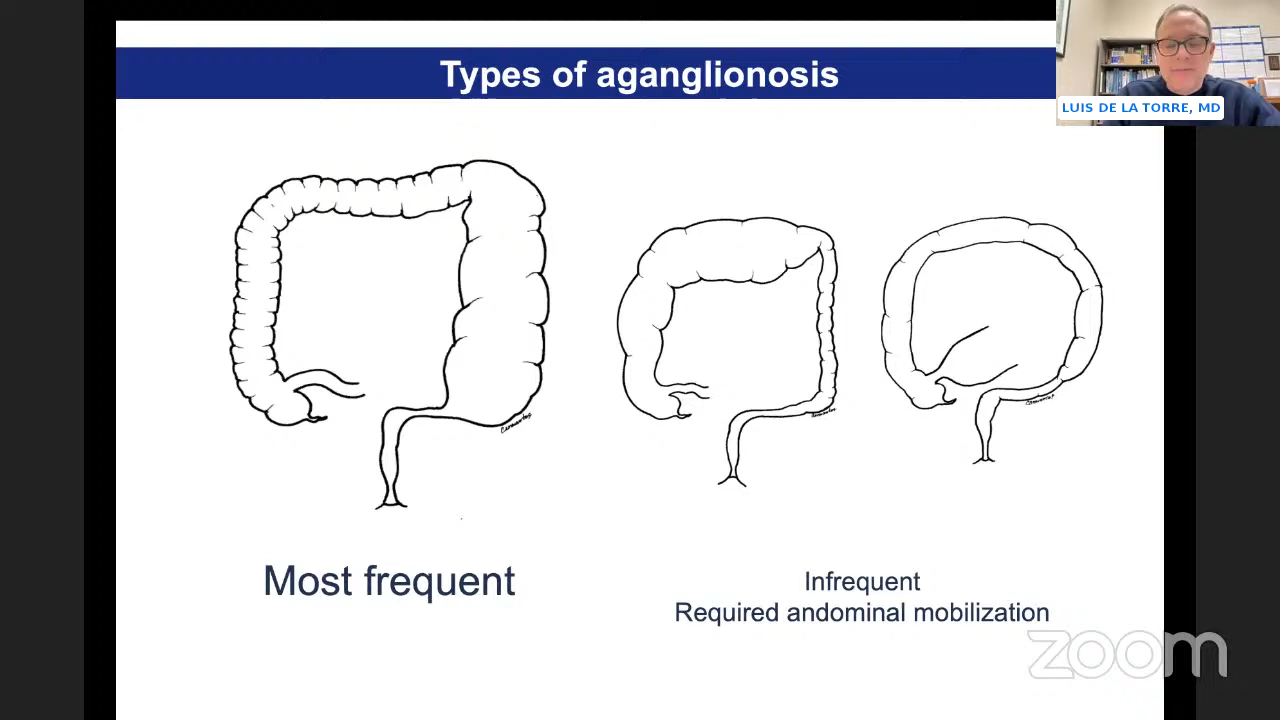 Types of aganglionosis
LUIS DE LA TORRE, MD
Most frequent
Infrequent
Required andominal mobilization
zoom